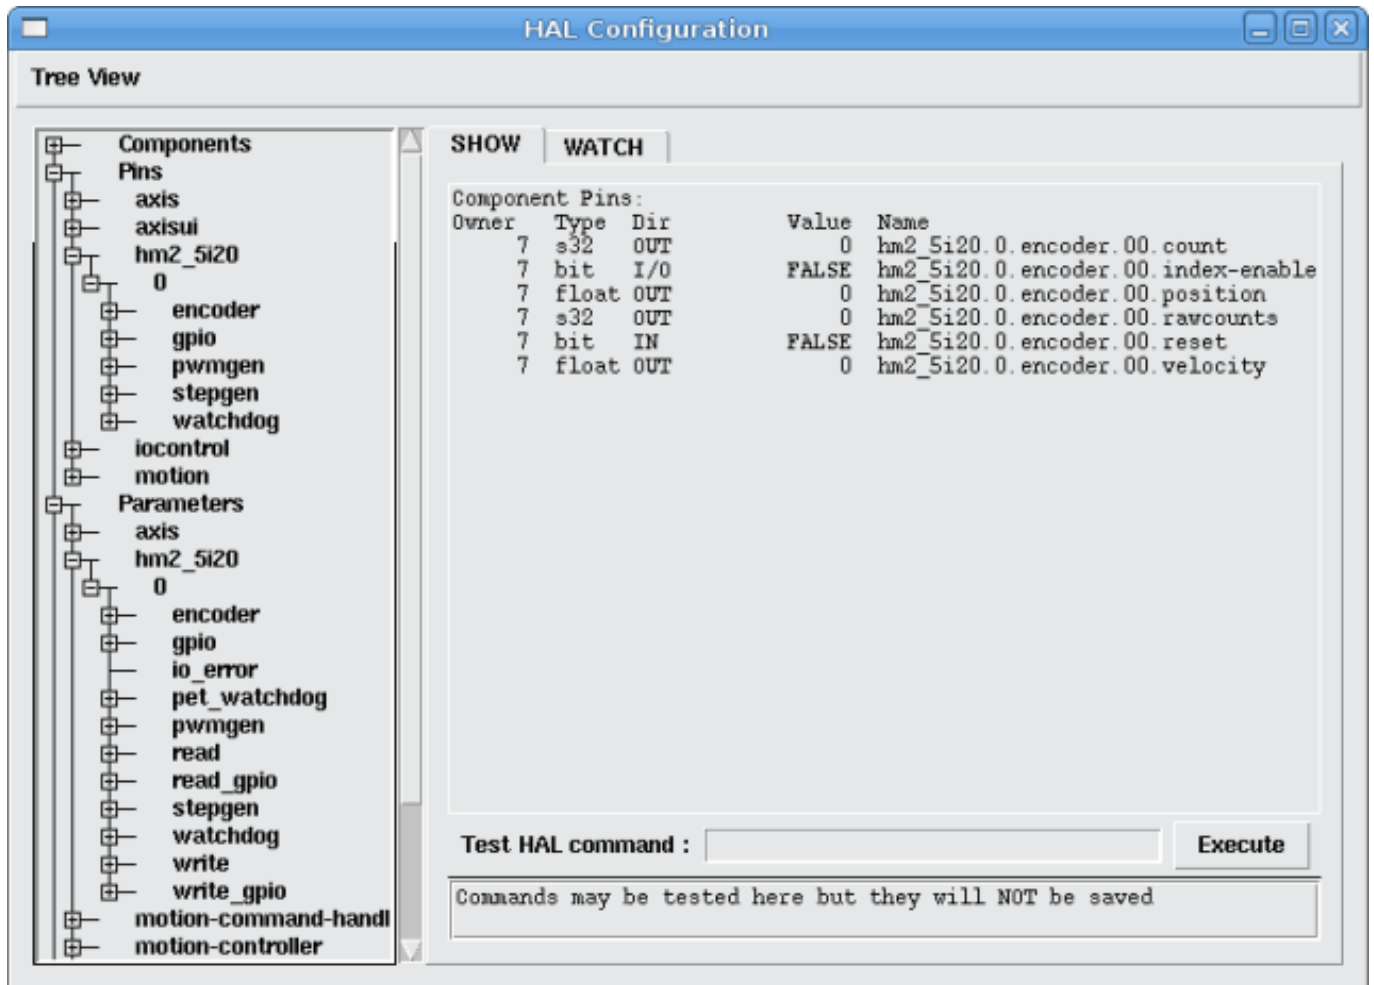 HAL Configuration
Tree View
Components
Pins
axis
axisui
hm2_5i20
0
encoder
gpio
pwmgen
stepgen
watchdog
iocontrol
motion
Parameters
axis
hm2_5i20
0
encoder
gpio
io_error
pet_watchdog
pwmgen
read
read_gpio
stepgen
watchdog
write
write_gpio
motion-command-handl
motion-controller
SHOW WATCH
Component Pins:
Owner Type Dir Value Name
7 s32 OUT 0 hm2_5i20.0.encoder.00.count
7 bit I/O FALSE hm2_5i20.0.encoder.00.index-enable
7 float OUT 0 hm2_5i20.0.encoder.00.position
7 s32 OUT 0 hm2_5i20.0.encoder.00.rawcounts
7 bit IN FALSE hm2_5i20.0.encoder.00.reset
7 float OUT 0 hm2_5i20.0.encoder.00.velocity
Test HAL command : Execute
Commands may be tested here but they will NOT be saved